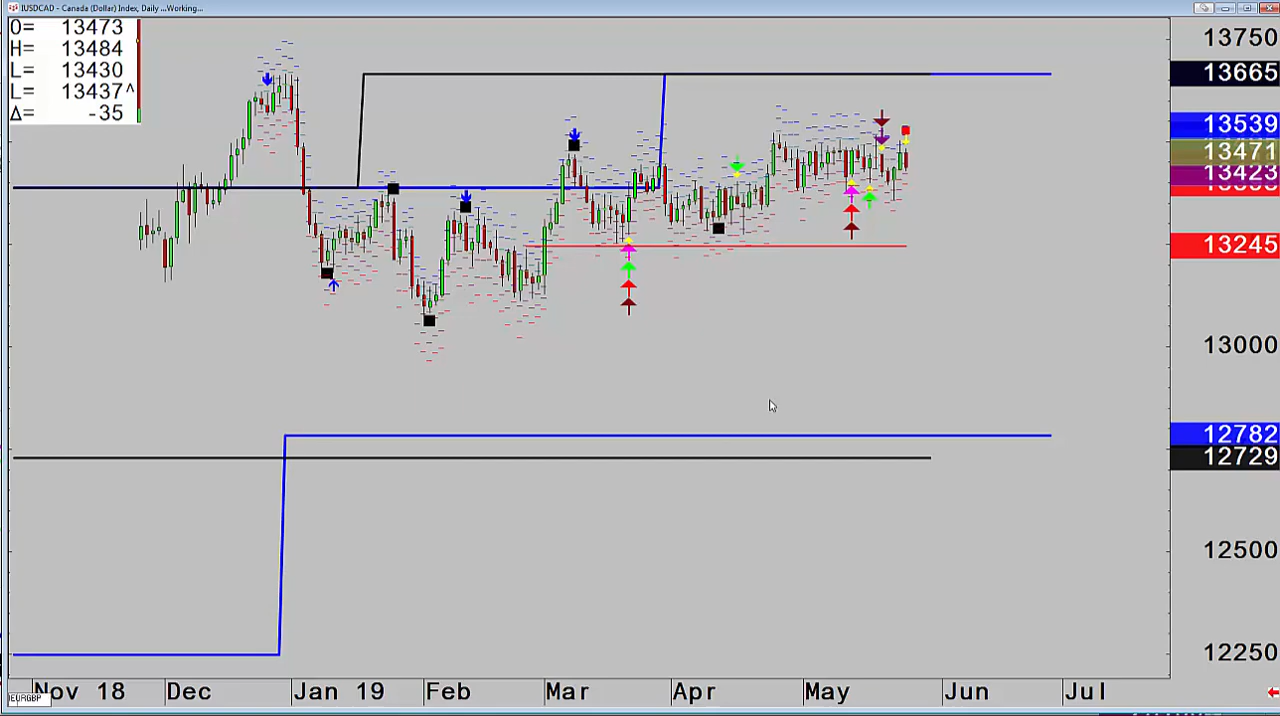 IUSDCAD - Canada (Dollar) Index, Daily ...Working...
O= 13473
H= 13484
L= 13430
L= 13437^
Δ= -35
13750
13665
13539
13471
13423
13245
13000
12782
12729
12500
12250
Nov 18 Dec Jan 19 Feb Mar Apr May Jun Jul
IEURGBP